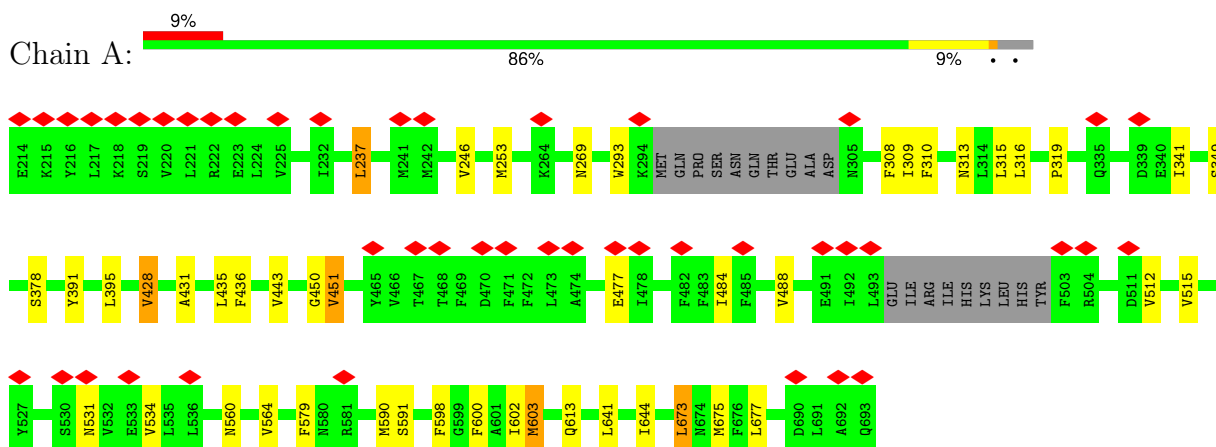 9%
Chain A:
86% 9% • •
E214 K215 Y216 L217 K218 S219 V220 L221 R222 E223 L224 V225 I232 L237 M241 M242 V246 M253 K264 N269 W293 K294 MET GLN PRO SER ASN GLN THR GLU ALA ASP N305 F308 I309 F310 N313 L314 L315 L316 P319 Q335 D339 E340 I341
S378 Y391 L395 V428 A431 L435 F436 V443 G450 V451 Y465 V466 T467 T468 F469 D470 F471 F472 L473 A474 E477 I478 F482 F483 I484 F485 V488 E491 I492 L493 GLU ILE ARG ILE HIS LYS LEU HIS TYR F503 R504 D511 V512 V515
Y527 S530 N531 V532 E533 V534 L535 L536 N560 V564 F579 N580 R581 M590 S591 F598 G599 F600 A601 I602 M603 Q613 L641 I644 L673 N674 M675 F676 L677 D690 L691 A692 Q693